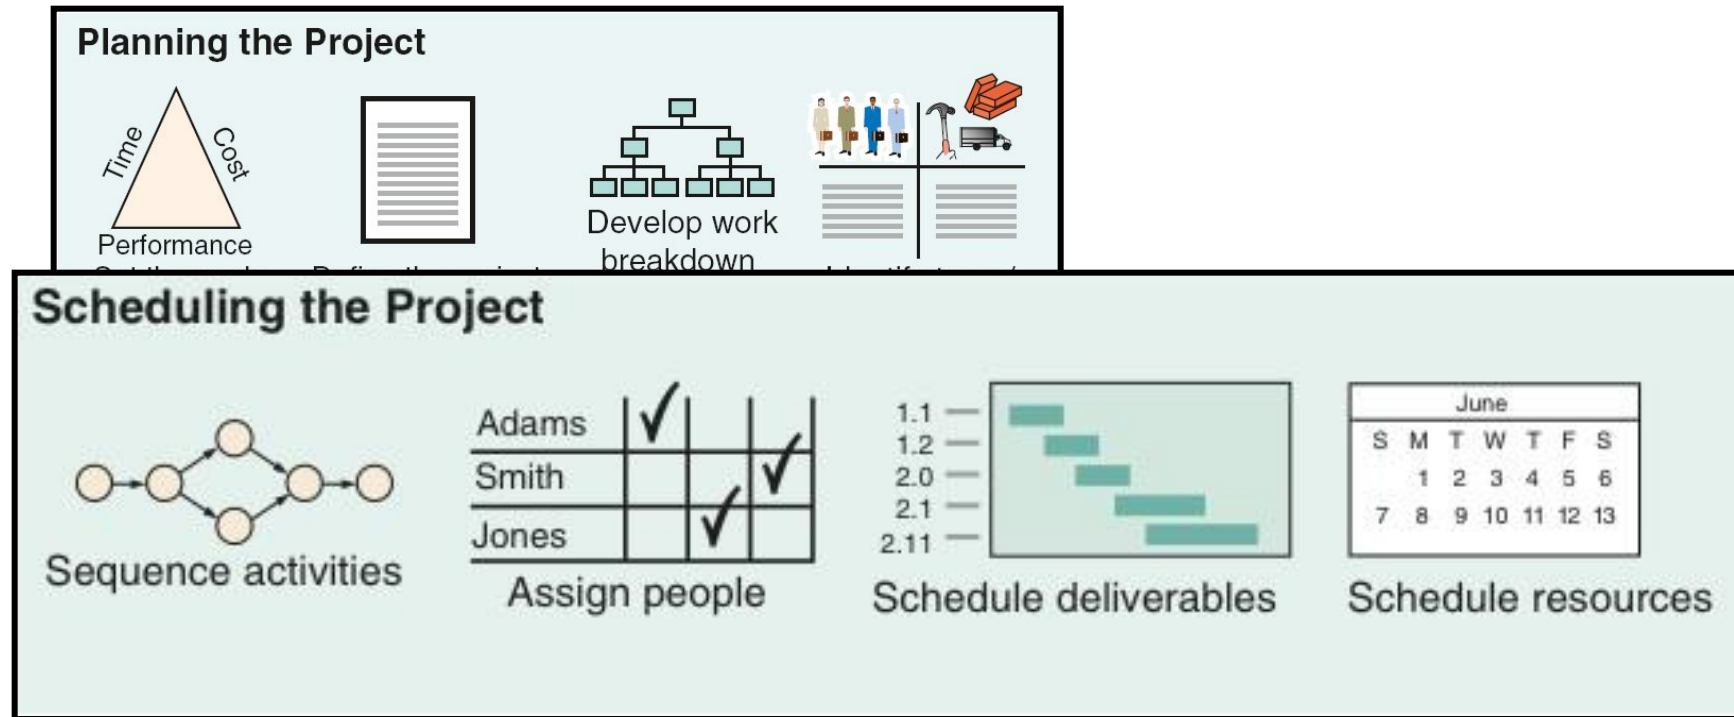 Planning the Project
Time
Cost
Performance
Develop work
breakdown
Scheduling the Project
Sequence activities
Adams
Smith
Jones
Assign people
1.1
1.2
2.0
2.1
2.11
Schedule deliverables
June
S M T W T F S
1 2 3 4 5 6
7 8 9 10 11 12 13
Schedule resources